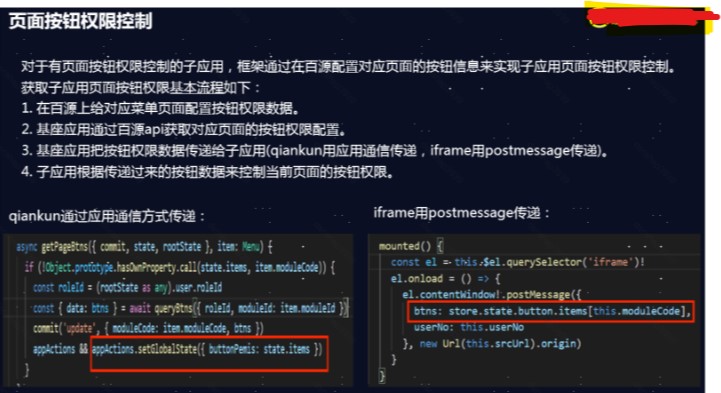 页面按钮权限控制
对于有页面按钮权限控制的子应用，框架通过在百源配置对应页面的按钮信息来实现子应用页面按钮权限控制。
获取子应用页面按钮权限基本流程如下：
1. 在百源上给对应菜单页面配置按钮权限数据。
2. 基座应用通过百源api获取对应页面的按钮权限配置。
3. 基座应用把按钮权限数据传递给子应用(qiankun用应用通信传递，iframe用postmessage传递)。
4. 子应用根据传递过来的按钮数据来控制当前页面的按钮权限。
qiankun通过应用通信方式传递：
async getPageBtns({ commit, state, rootState }, item: Menu) {
if (!Object.prototype.hasOwnProperty.call(state.items, item.moduleCode)) {
const roleId = (rootState as any).user.roleId
const { data: btns } = await queryBtns({ roleId, moduleId: item.moduleId })
commit('update', { moduleCode: item.moduleCode, btns })
appActions && appActions.setGlobalState({ buttonPemis: state.items })
}
iframe用postmessage传递：
mounted() {
const el = this.$el.querySelector('iframe')!
el.onload = () => {
el.contentWindow!.postMessage({
btns: store.state.button.items[this.moduleCode],
userNo: this.userNo
}, new Url(this.srcUrl).origin)
}
}